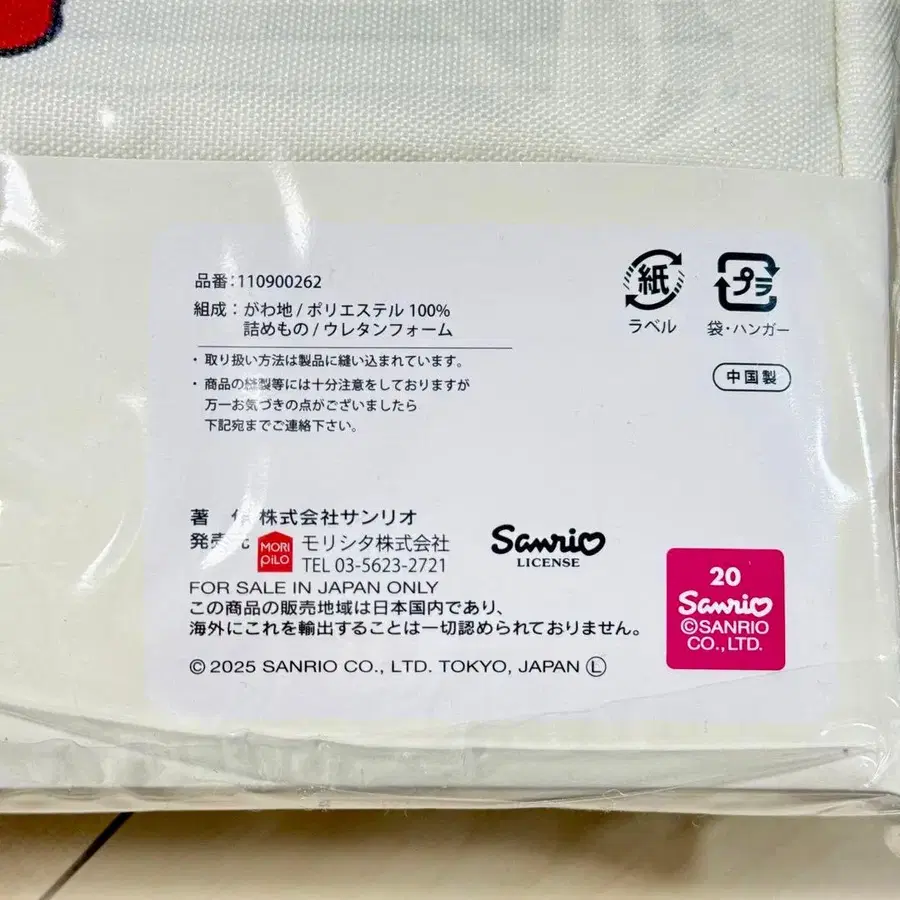 品番:110900262
組成:がわ地/ポリエステル 100%
詰めもの/ウレタンフォーム
・取り扱い方法は製品に縫い込まれています。
・商品の縫製等には十分注意をしておりますが
万一お気づきの点がございましたら
下記宛までご連絡下さい。
紙
ラベル
プラ
袋・ハンガー
中国製
著 作 株式会社サンリオ
発売元 MORI PiLO モリシタ株式会社
TEL 03-5623-2721
Sanrio
LICENSE
FOR SALE IN JAPAN ONLY
この商品の販売地域は日本国内であり、
海外にこれを輸出することは一切認められておりません。
©2025 SANRIO CO., LTD. TOKYO, JAPAN Ⓛ
20
Sanrio
©SANRIO
CO.,LTD.